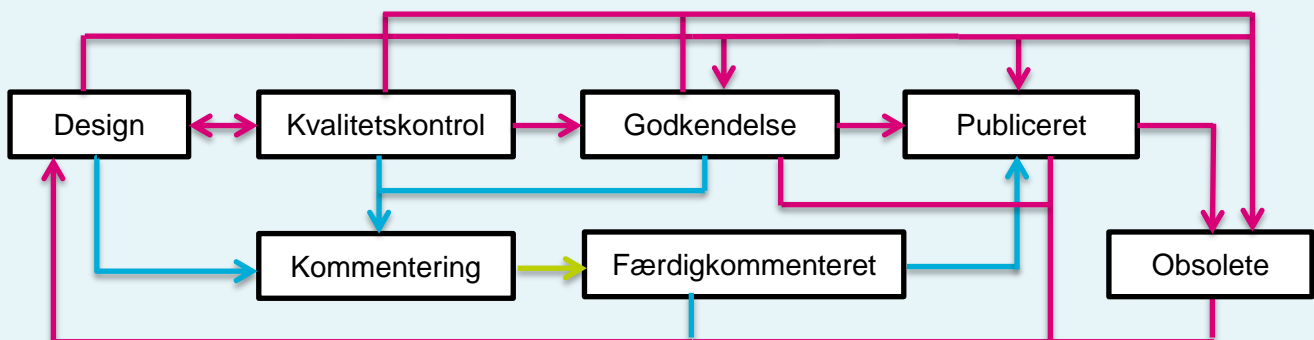 Design
Kvalitetskontrol
Godkendelse
Publiceret
Kommentering
Færdigkommenteret
Obsolete